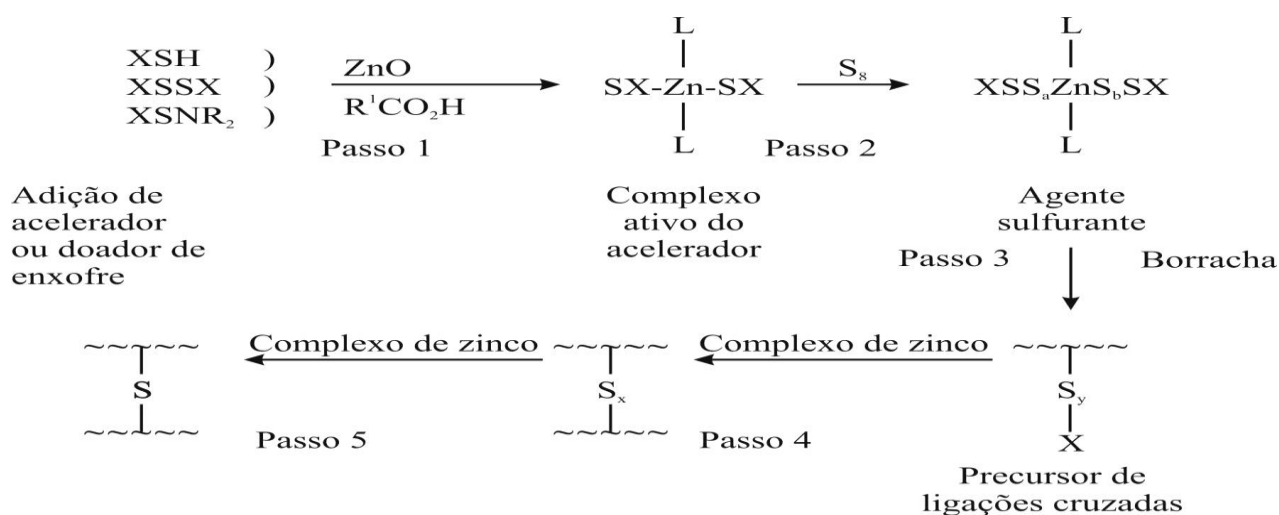 L
XSH )
XSSX )
XSNR₂ )
ZnO
R¹CO₂H
Passo 1
SX-Zn-SX
L
S₈
Passo 2
L
XSSₐZnS_bSX
L
Adição de
acelerador
ou doador de
enxofre
Complexo
ativo do
acelerador
Agente
sulfurante
Passo 3
Borracha
~~~~~
S
~~~~~
Complexo de zinco
Passo 5
~~~~~
Sₓ
~~~~~
Complexo de zinco
Passo 4
~~~~~
S_y
X
Precursor de
ligações cruzadas